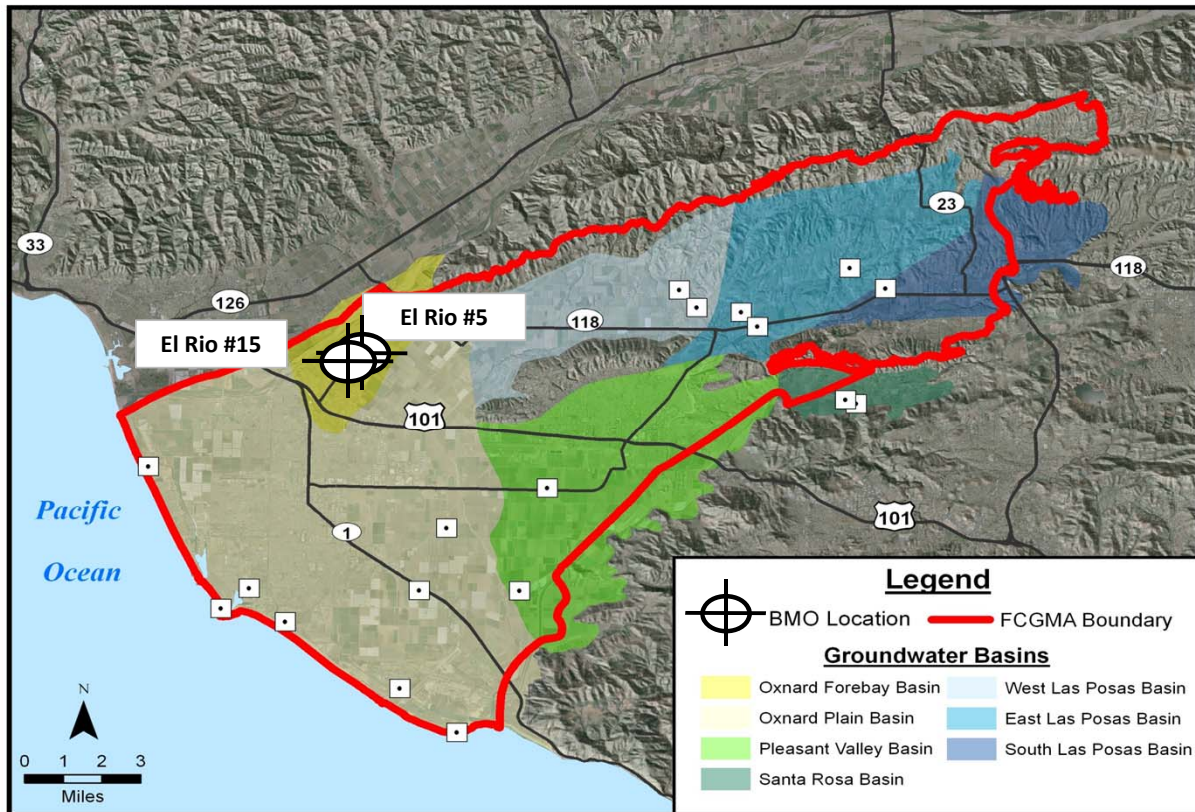 33
126
23
118
El Rio #5
118
El Rio #15
101
Pacific
Ocean
1
101
Legend
BMO Location
FCGMA Boundary
Groundwater Basins
Oxnard Forebay Basin
West Las Posas Basin
Oxnard Plain Basin
East Las Posas Basin
Pleasant Valley Basin
South Las Posas Basin
Santa Rosa Basin
N
0 1 2 3
Miles